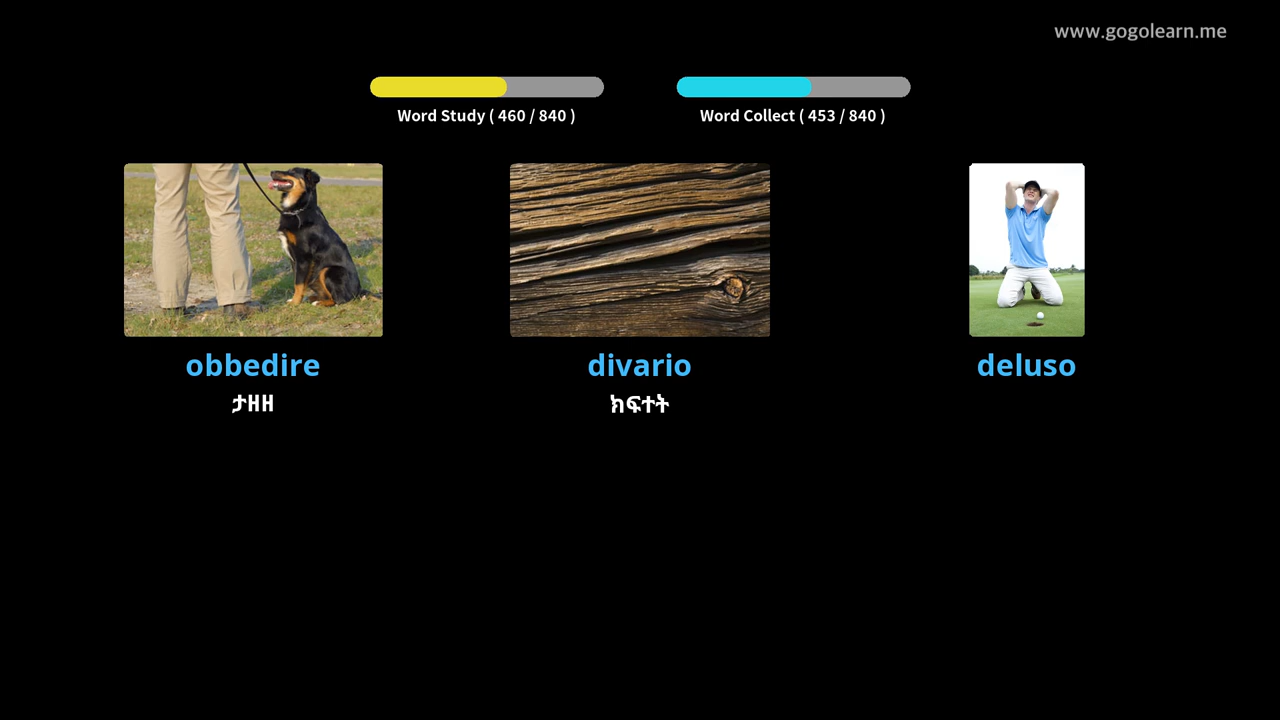 www.gogolearn.me
Word Study ( 460 / 840 )
Word Collect ( 453 / 840 )
obbedire
divario
deluso
ታዘዘ
ክፍተት